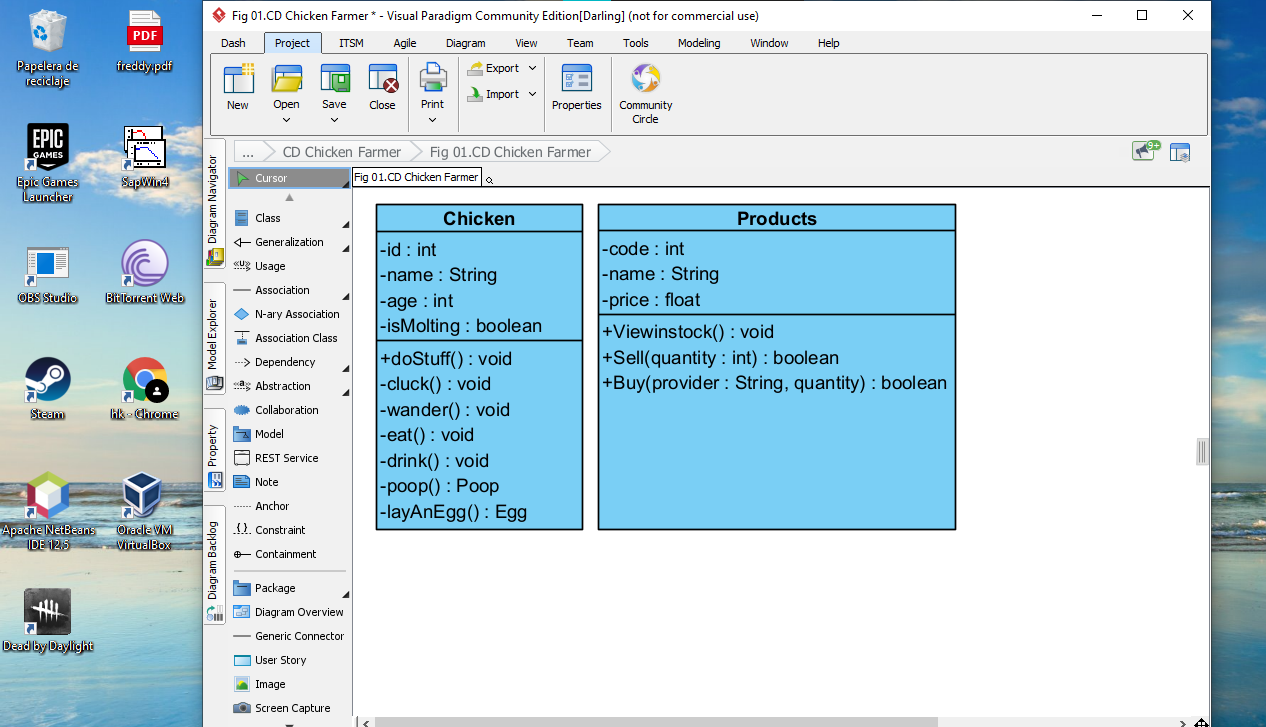 Papelera de
reciclaje
freddy.pdf
PDF
EPIC
GAMES
Epic Games
Launcher
SapWin4
OBS Studio
BitTorrent Web
Steam
hk - Chrome
Apache NetBeans
IDE 12.5
Oracle VM
VirtualBox
Dead by Daylight
Fig 01.CD Chicken Farmer * - Visual Paradigm Community Edition[Darling] (not for commercial use)
Dash Project ITSM Agile Diagram View Team Tools Modeling Window Help
New Open Save Close Print
Export
Import
Properties
Community
Circle
... CD Chicken Farmer Fig 01.CD Chicken Farmer
9+
Diagram Navigator
Model Explorer
Property
Diagram Backlog
Fig 01.CD Chicken Farmer
Cursor
Class
Generalization
«U» Usage
Association
N-ary Association
Association Class
Dependency
«a» Abstraction
Collaboration
Model
REST Service
Note
Anchor
{} Constraint
Containment
Package
Diagram Overview
Generic Connector
User Story
Image
Screen Capture
Chicken
-id : int
-name : String
-age : int
-isMolting : boolean
+doStuff() : void
-cluck() : void
-wander() : void
-eat() : void
-drink() : void
-poop() : Poop
-layAnEgg() : Egg
Products
-code : int
-name : String
-price : float
+Viewinstock() : void
+Sell(quantity : int) : boolean
+Buy(provider : String, quantity) : boolean